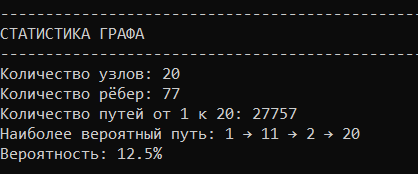 СТАТИСТИКА ГРАФА
Количество узлов: 20
Количество рёбер: 77
Количество путей от 1 к 20: 27757
Наиболее вероятный путь: 1 → 11 → 2 → 20
Вероятность: 12.5%